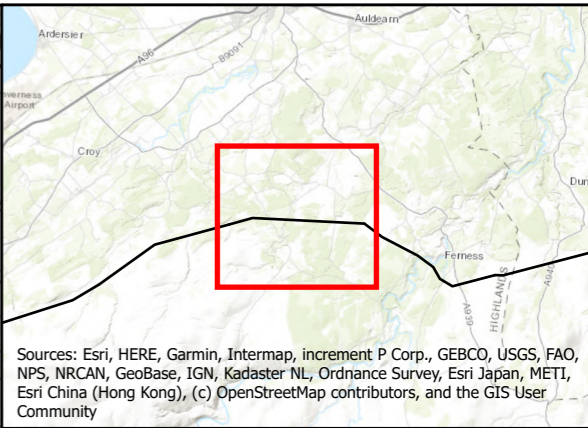 Ardersier
Auldearn
A96
B9091
nverness
Airport
Croy
Dun
Ferness
HIGHLANDS
A940
A939
Sources: Esri, HERE, Garmin, Intermap, increment P Corp., GEBCO, USGS, FAO,
NPS, NRCAN, GeoBase, IGN, Kadaster NL, Ordnance Survey, Esri Japan, METI,
Esri China (Hong Kong), (c) OpenStreetMap contributors, and the GIS User
Community